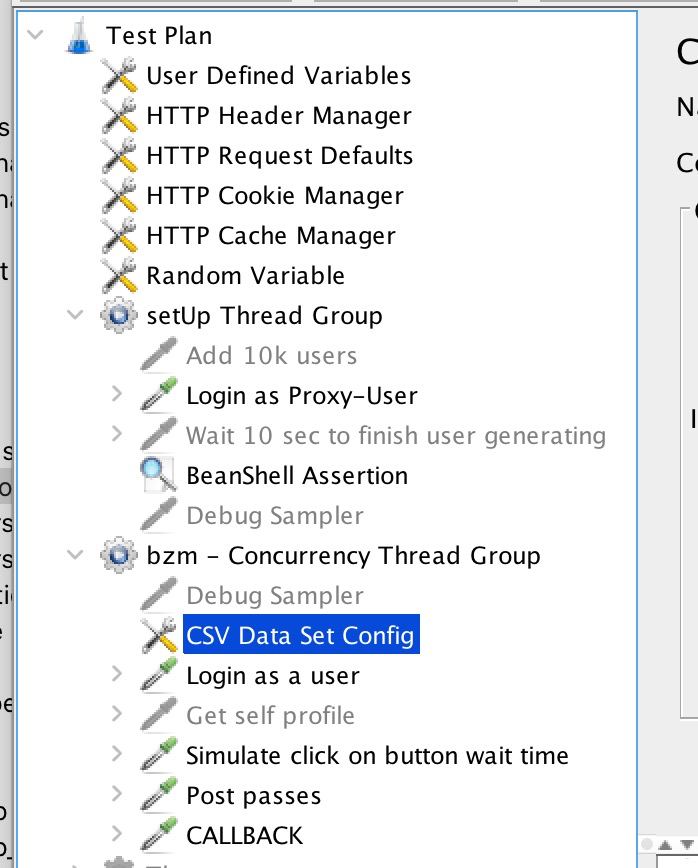 Test Plan
User Defined Variables
HTTP Header Manager
HTTP Request Defaults
HTTP Cookie Manager
HTTP Cache Manager
Random Variable
setUp Thread Group
Add 10k users
Login as Proxy-User
Wait 10 sec to finish user generating
BeanShell Assertion
Debug Sampler
bzm - Concurrency Thread Group
Debug Sampler
CSV Data Set Config
Login as a user
Get self profile
Simulate click on button wait time
Post passes
CALLBACK